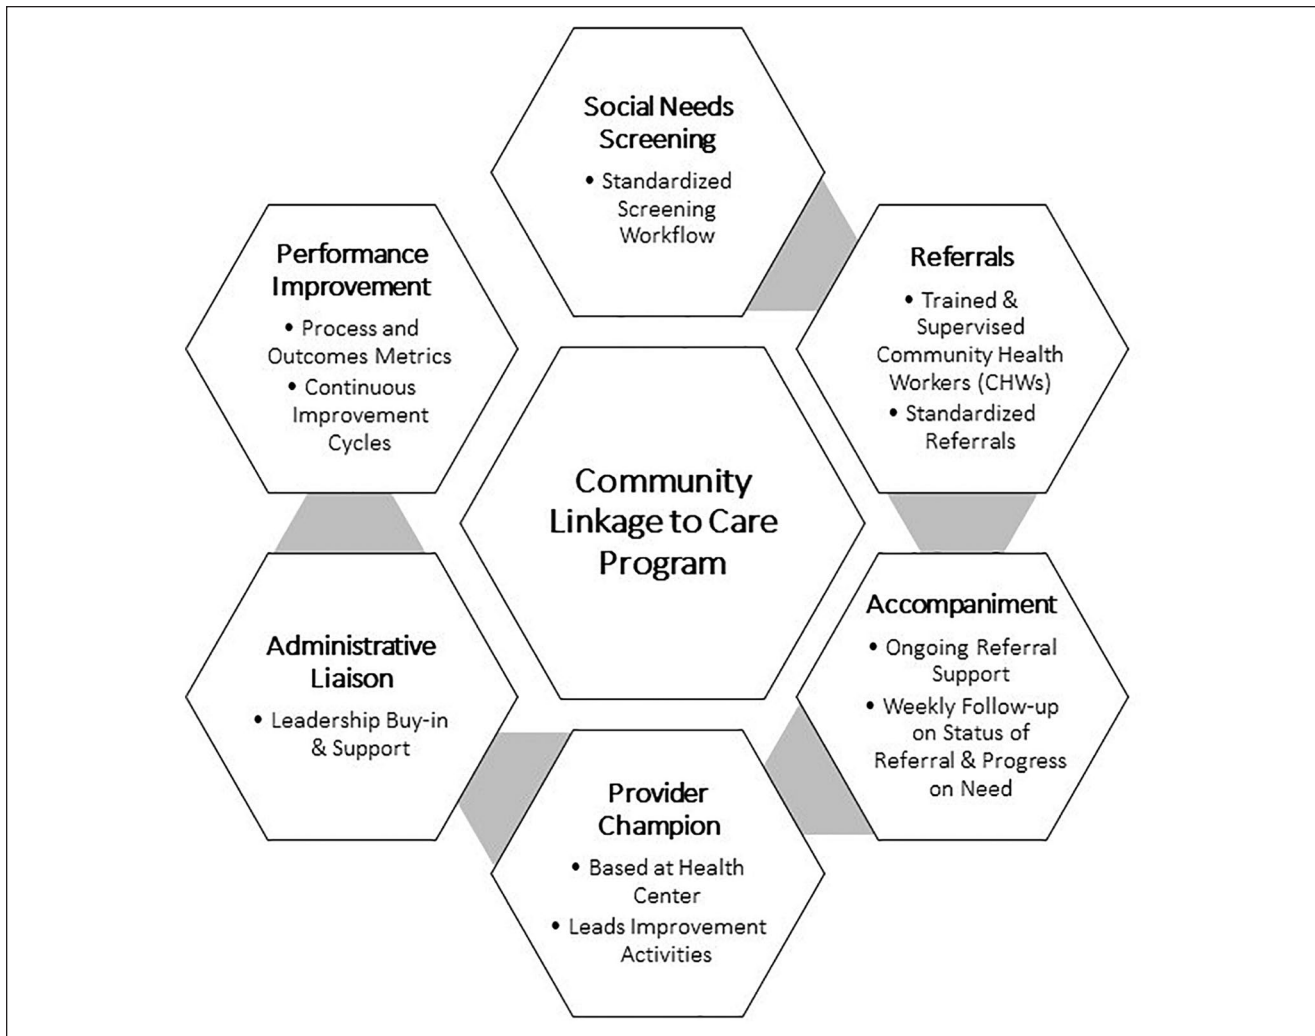 Social Needs
Screening
• Standardized
Screening
Workflow
Referrals
• Trained &
Supervised
Community Health
Workers (CHWs)
• Standardized
Referrals
Accompaniment
• Ongoing Referral
Support
• Weekly Follow-up
on Status of
Referral & Progress
on Need
Provider
Champion
• Based at Health
Center
• Leads Improvement
Activities
Administrative
Liaison
• Leadership Buy-in
& Support
Performance
Improvement
• Process and
Outcomes Metrics
• Continuous
Improvement
Cycles
Community
Linkage to Care
Program